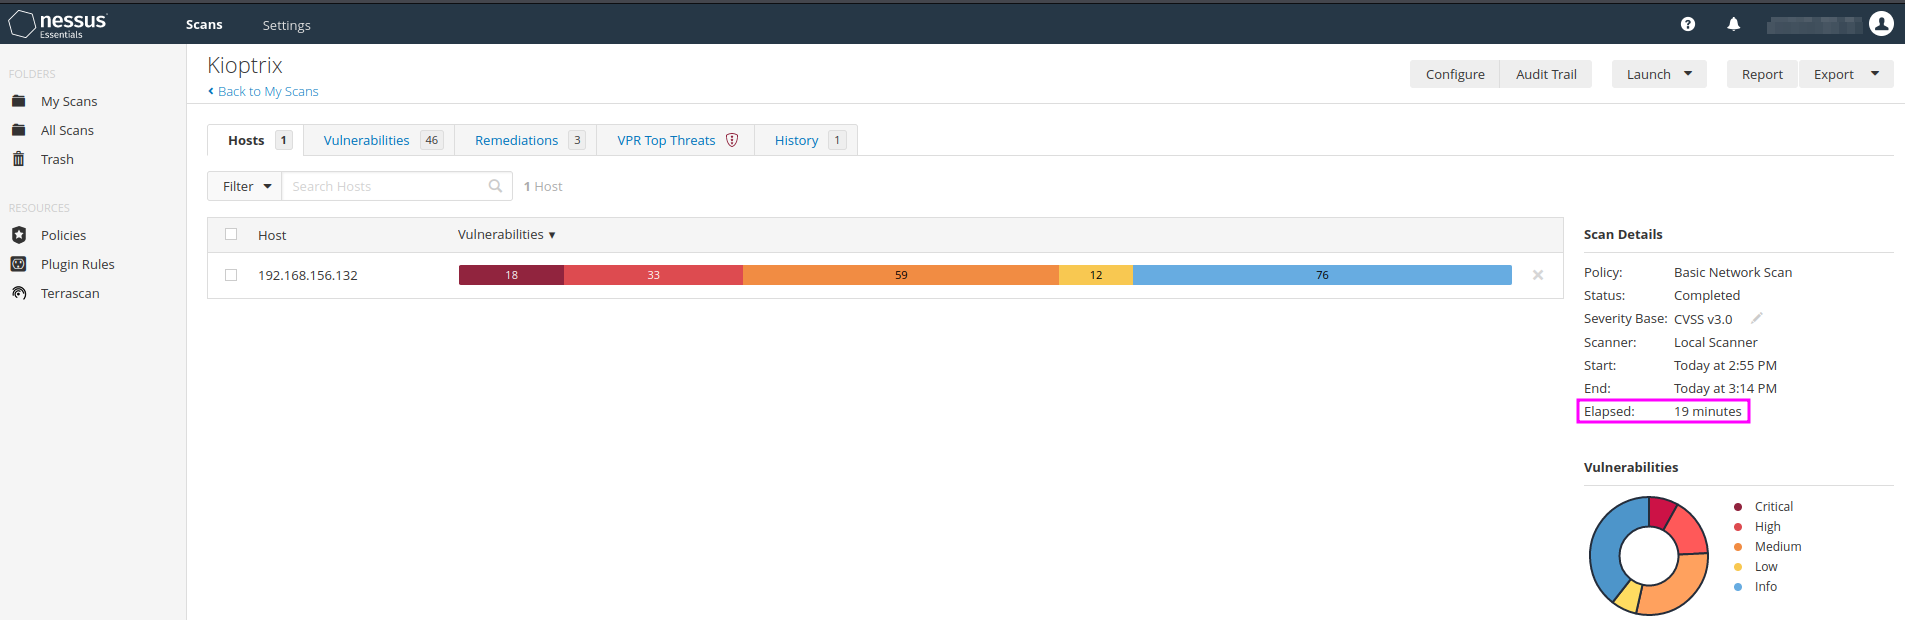 nessus
Essentials
Scans
Settings
FOLDERS
My Scans
All Scans
Trash
RESOURCES
Policies
Plugin Rules
Terrascan
Kioptrix
Back to My Scans
Configure
Audit Trail
Launch
Report
Export
Hosts 1
Vulnerabilities 46
Remediations 3
VPR Top Threats
History 1
Filter
Search Hosts
1 Host
Host Vulnerabilities
192.168.156.132 18 33 59 12 76
Scan Details
Policy: Basic Network Scan
Status: Completed
Severity Base: CVSS v3.0
Scanner: Local Scanner
Start: Today at 2:55 PM
End: Today at 3:14 PM
Elapsed: 19 minutes
Vulnerabilities
Critical
High
Medium
Low
Info